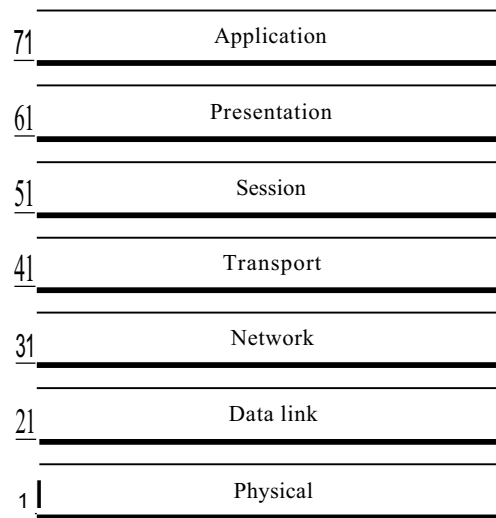 71 Application
61 Presentation
51 Session
41 Transport
31 Network
21 Data link
1 Physical